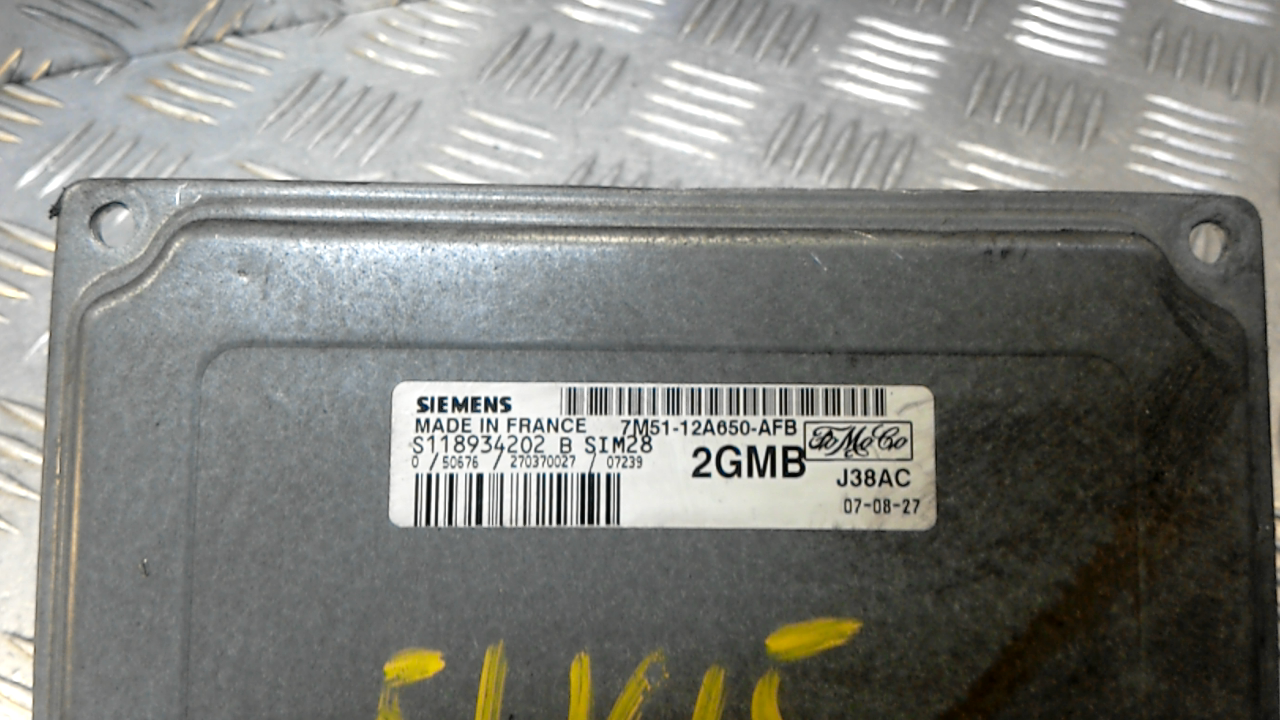 SIEMENS
MADE IN FRANCE 7M51-12A650-AFB
S118934202 B SIM28 FoMoCo
0 / 50676 / 270370027 / 07239
2GMB
J38AC
07-08-27